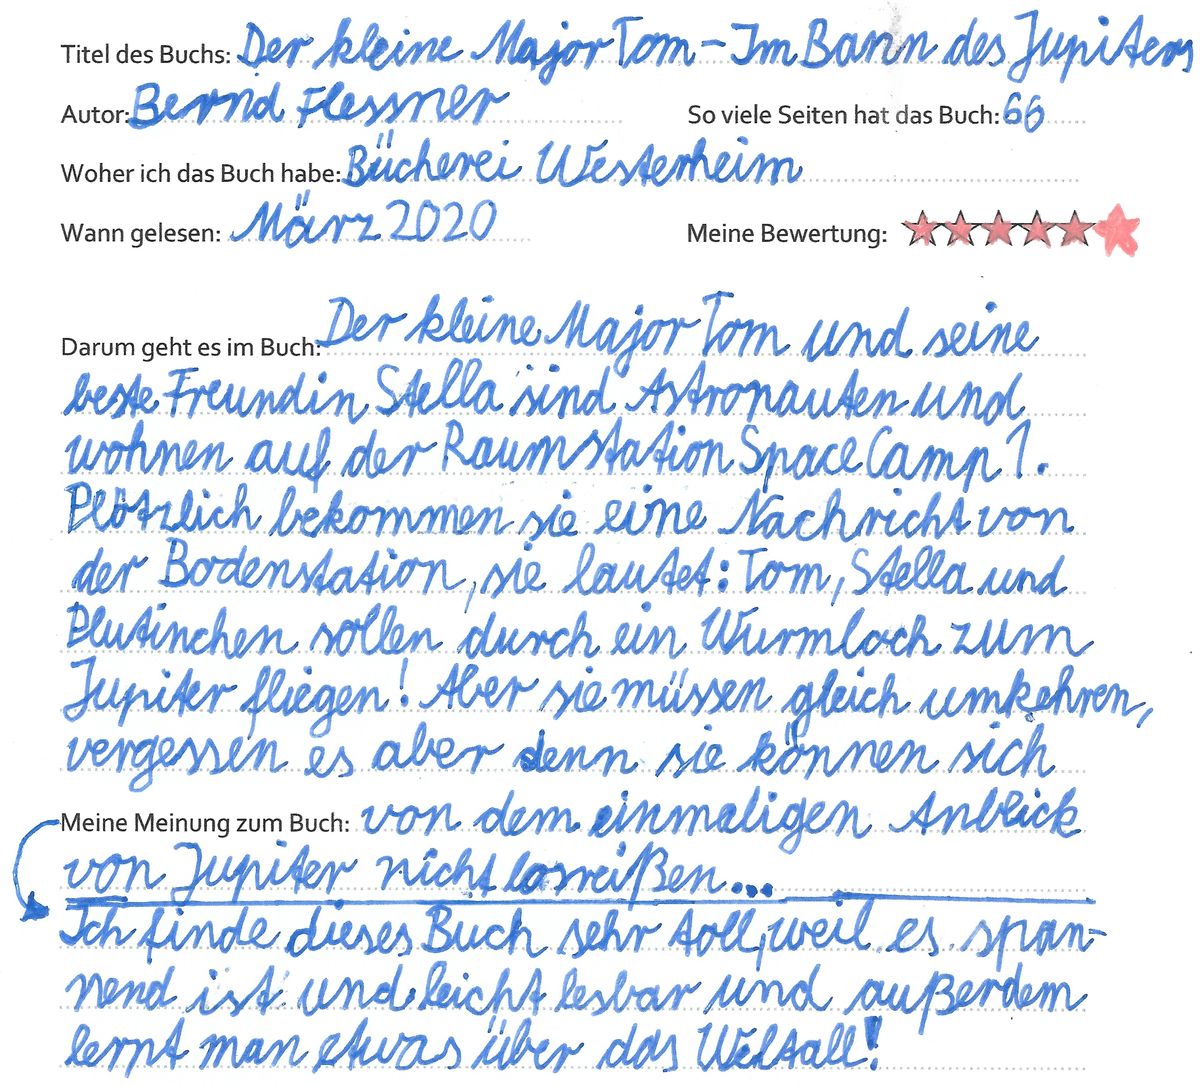 Titel des Buchs: Der kleine Major Tom - Im Bann des Jupiters
Autor: Bernd Flessner So viele Seiten hat das Buch: 66
Woher ich das Buch habe: Bücherei Westerheim
Wann gelesen: März 2020 Meine Bewertung:
Darum geht es im Buch: Der kleine Major Tom und seine
beste Freundin Stella sind Astronauten und
wohnen auf der Raumstation Space Camp 1.
Plötzlich bekommen sie eine Nachricht von
der Bodenstation, sie lautet: Tom, Stella und
Plutinchen sollen durch ein Wurmloch zum
Jupiter fliegen! Aber sie müssen gleich umkehren,
vergessen es aber denn sie können sich
Meine Meinung zum Buch: von dem einmaligen Anblick
von Jupiter nicht losreißen...
Ich finde dieses Buch sehr toll, weil es span-
nend ist und leicht lesbar und außerdem
lernt man etwas über das Weltall!